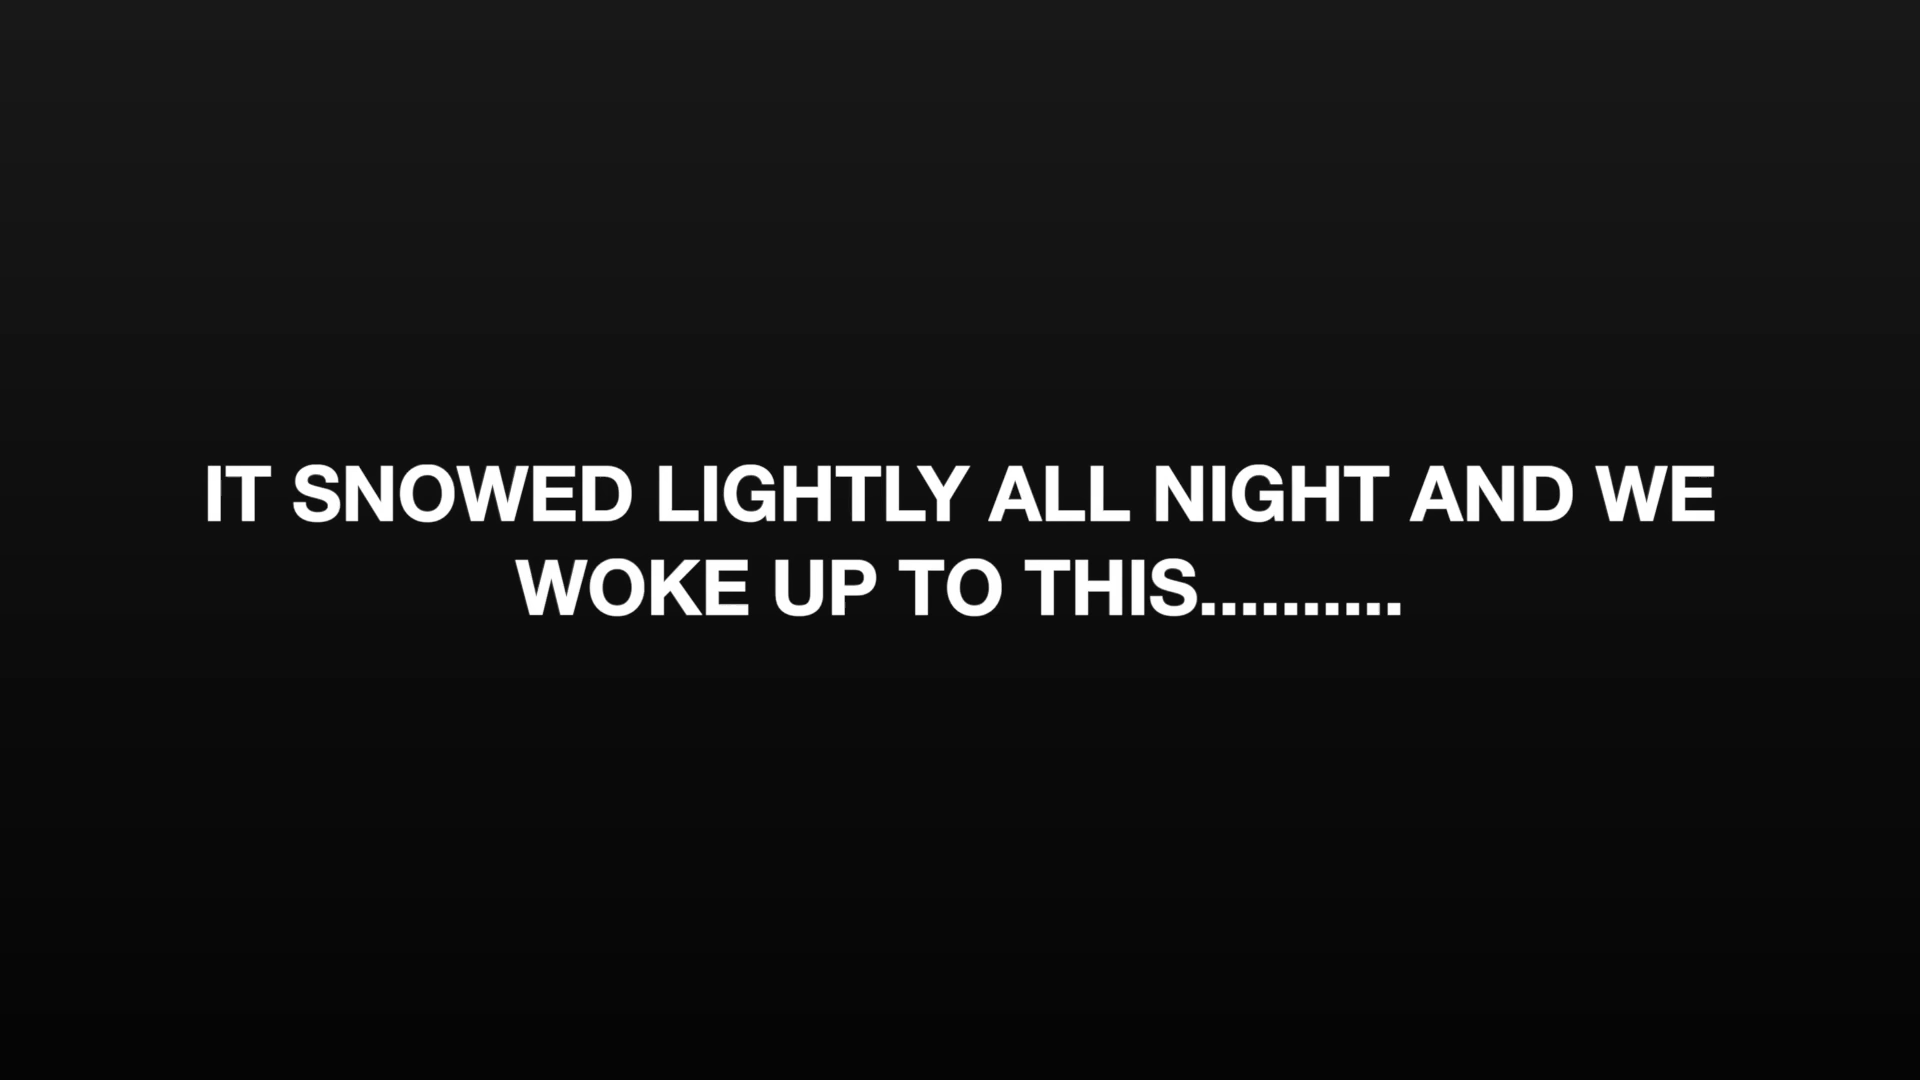 IT SNOWED LIGHTLY ALL NIGHT AND WE
WOKE UP TO THIS..........